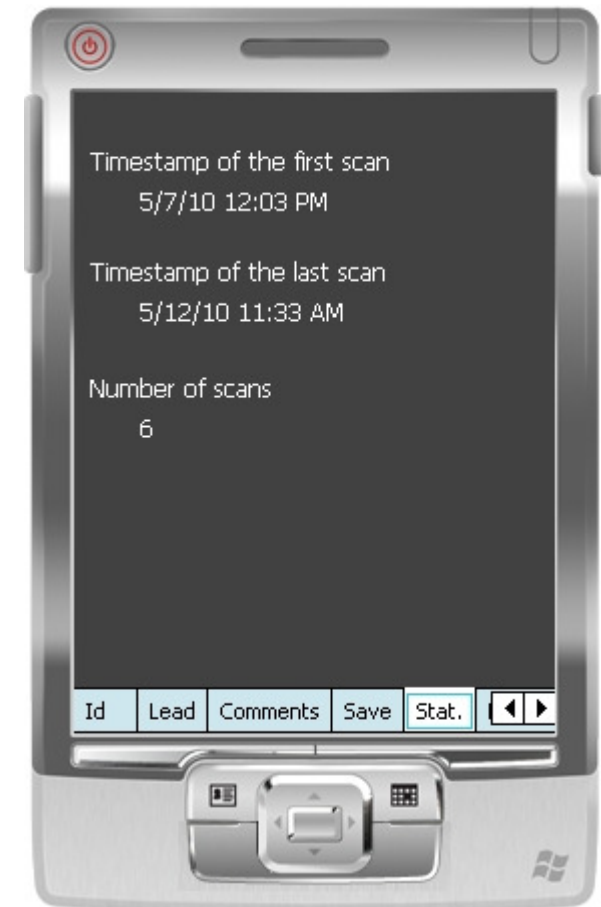 Timestamp of the first scan
5/7/10 12:03 PM
Timestamp of the last scan
5/12/10 11:33 AM
Number of scans
6
Id Lead Comments Save Stat.